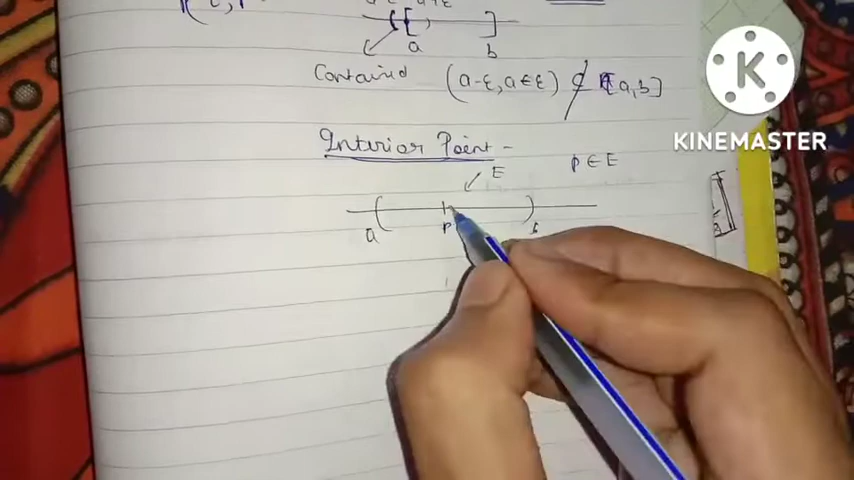 a b
Contained (a-ε, a∈ε) ⊄ [a,b]
Interior Point -
E p ∈ E
a p b
KINEMASTER